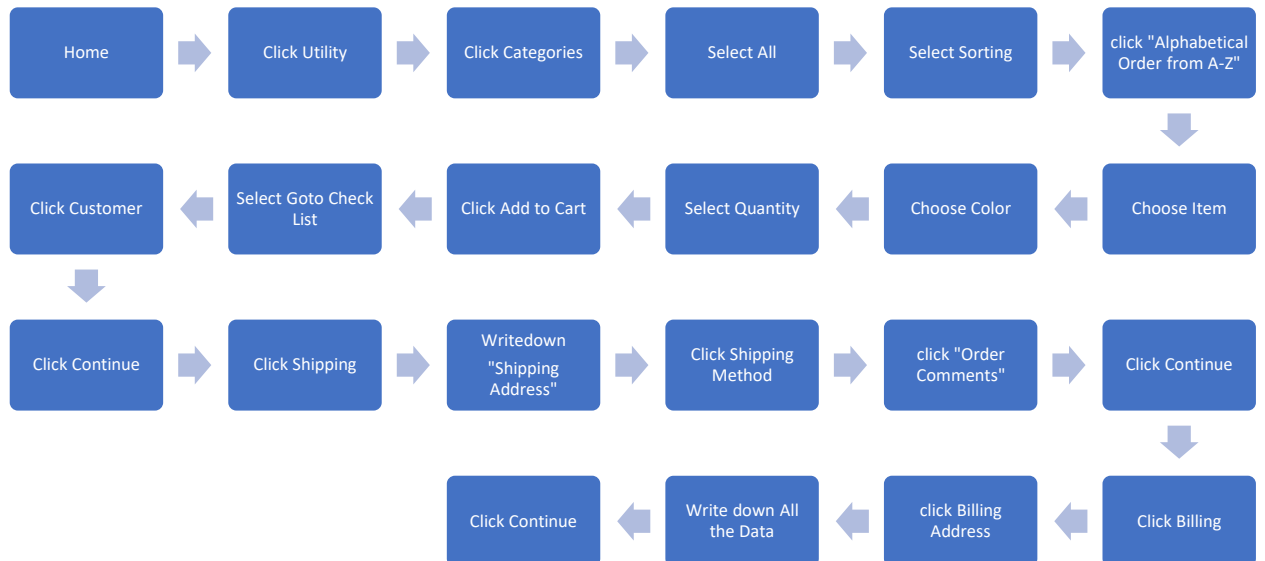 Home
Click Utility
Click Categories
Select All
Select Sorting
click "Alphabetical
Order from A-Z"
Choose Item
Choose Color
Select Quantity
Click Add to Cart
Select Goto Check
List
Click Customer
Click Continue
Click Shipping
Writedown
"Shipping
Address"
Click Shipping
Method
click "Order
Comments"
Click Continue
Click Billing
click Billing
Address
Write down All
the Data
Click Continue